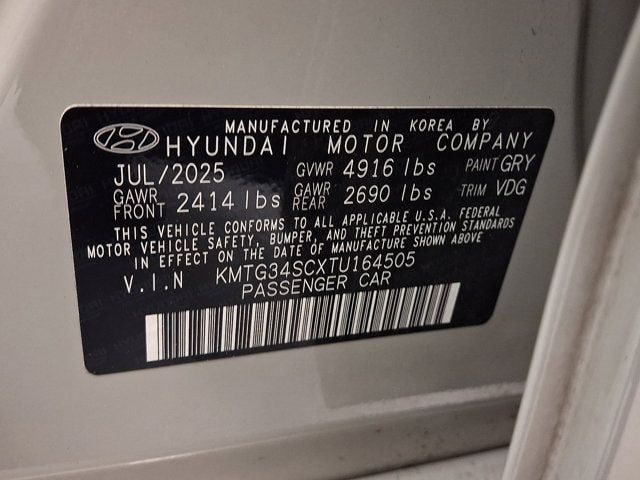 MANUFACTURED IN KOREA BY
HYUNDAI MOTOR COMPANY
JUL/2025 GVWR 4916 lbs PAINT GRY
GAWR FRONT 2414 lbs GAWR REAR 2690 lbs TRIM VDG
THIS VEHICLE CONFORMS TO ALL APPLICABLE U.S.A. FEDERAL
MOTOR VEHICLE SAFETY, BUMPER, AND THEFT PREVENTION STANDARDS
IN EFFECT ON THE DATE OF MANUFACTURE SHOWN ABOVE
V.I.N KMTG34SCXTU164505
PASSENGER CAR